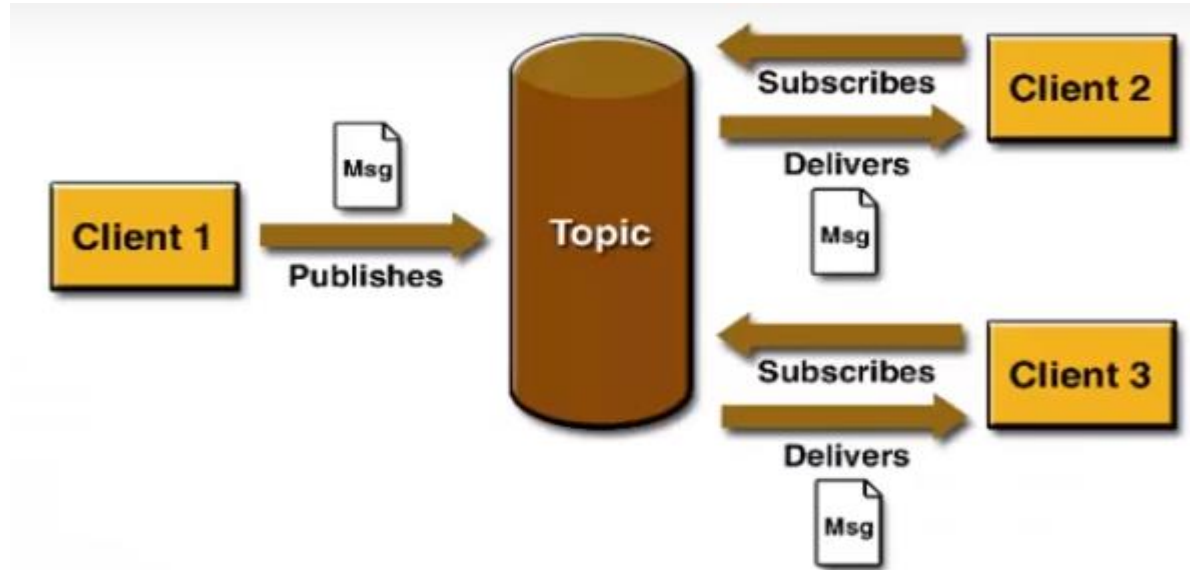 Client 1
Msg
Publishes
Topic
Subscribes
Delivers
Msg
Client 2
Subscribes
Delivers
Msg
Client 3